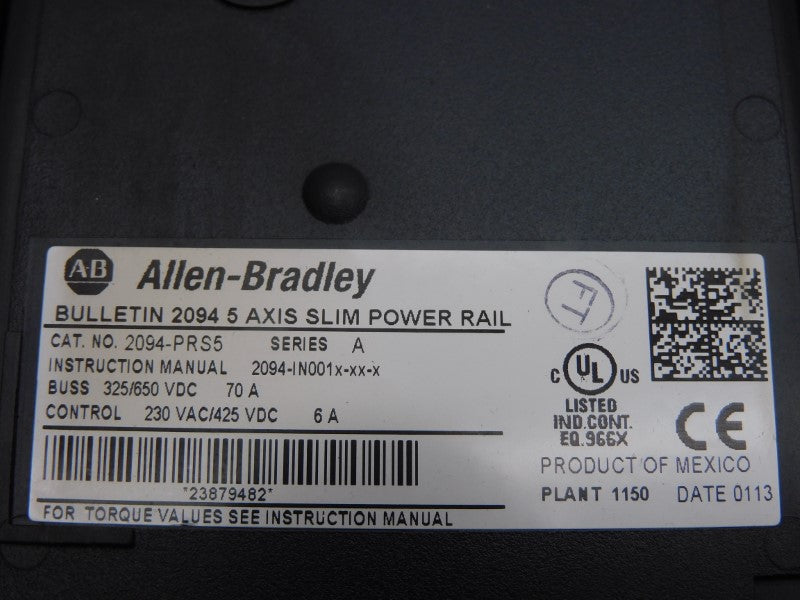 AB Allen-Bradley
BULLETIN 2094 5 AXIS SLIM POWER RAIL
CAT. NO. 2094-PRS5 SERIES A
INSTRUCTION MANUAL 2094-IN001x-xx-x
BUSS 325/650 VDC 70 A
CONTROL 230 VAC/425 VDC 6 A
*23879482*
FOR TORQUE VALUES SEE INSTRUCTION MANUAL
FT
C UL US
LISTED
IND.CONT.
EQ.966X
CE
PRODUCT OF MEXICO
PLANT 1150 DATE 0113